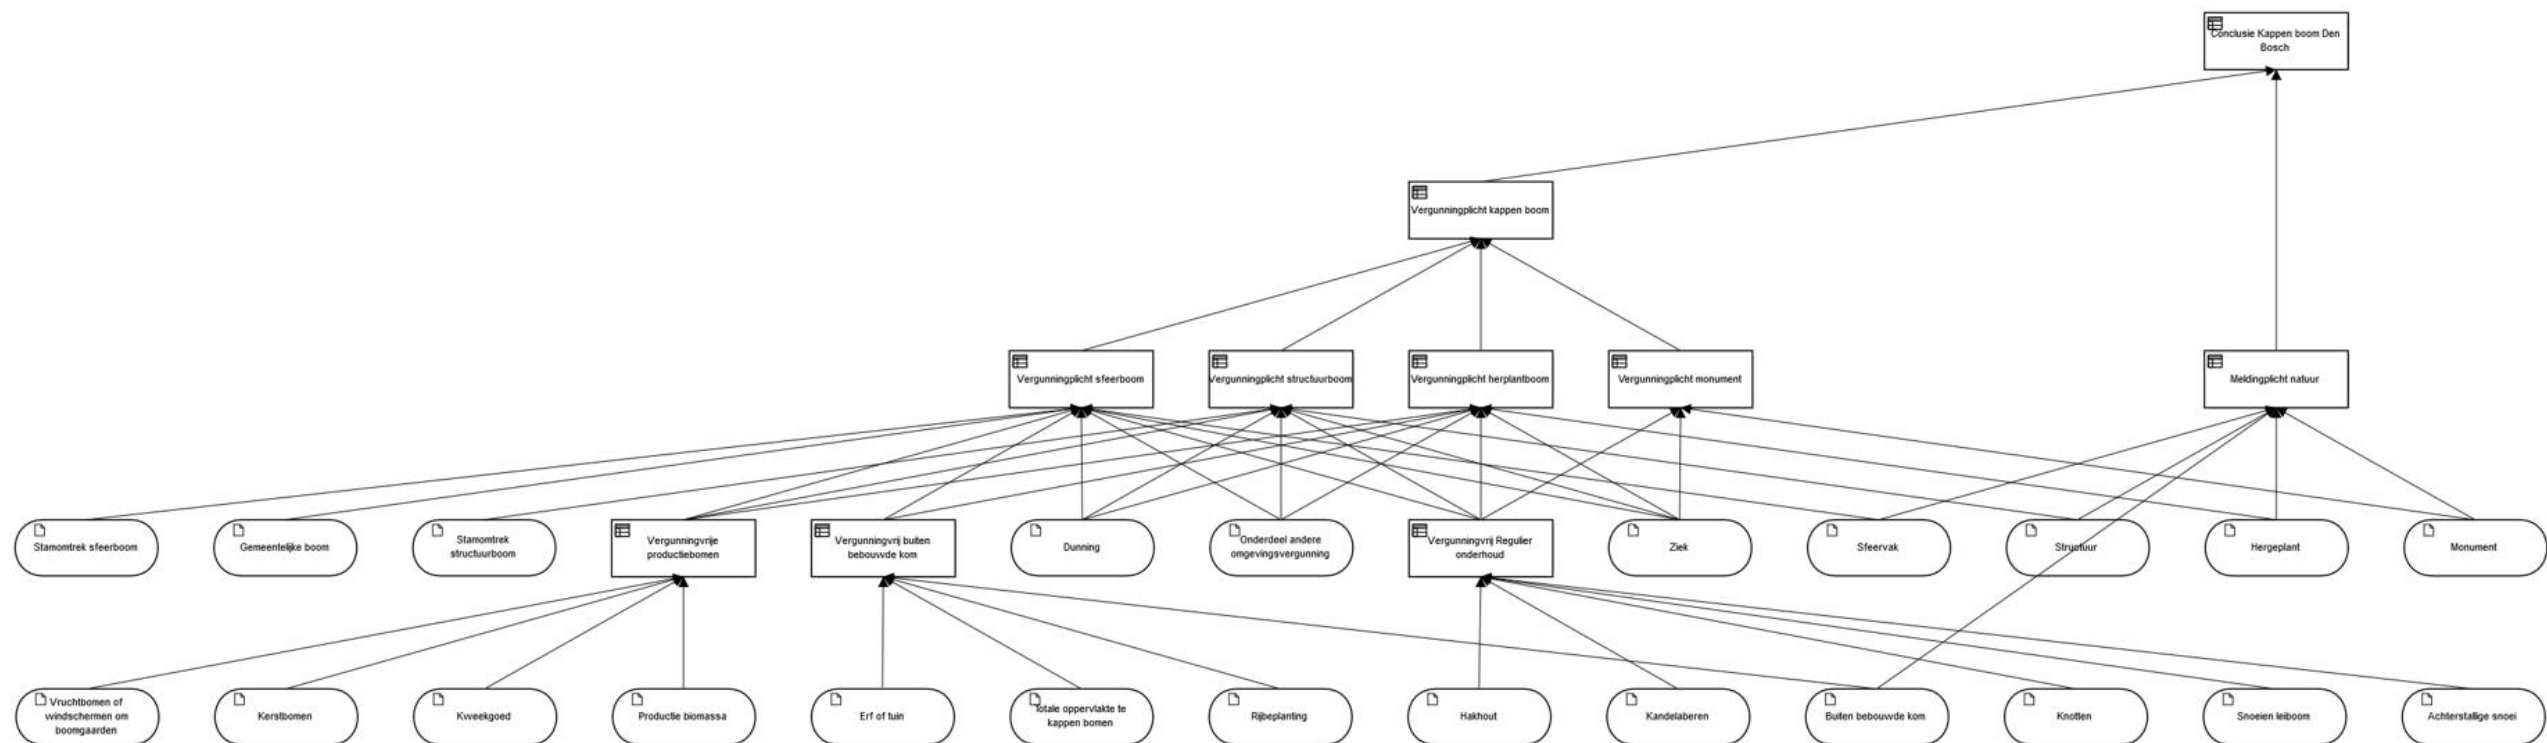 Conclusie Kappen boom Den
Bosch
Vergunningplicht kappen boom
Vergunningplicht sfeerboom
Vergunningplicht structuurboom
Vergunningplicht herplantboom
Vergunningplicht monument
Meldingplicht natuur
Stamomtrek sfeerboom
Gemeentelijke boom
Stamomtrek
structuurboom
Vergunningvrije
productiebomen
Vergunningvrij buiten
bebouwde kom
Dunning
Onderdeel andere
omgevingsvergunning
Vergunningvrij Regulier
onderhoud
Ziek
Sfeervak
Structuur
Hergeplant
Monument
Vruchtbomen of
windschermen om
boomgaarden
Kerstbomen
Kweekgoed
Productie biomassa
Erf of tuin
Totale oppervlakte te
kappen bomen
Rijbeplanting
Hakhout
Kandelaberen
Buiten bebouwde kom
Knotten
Snoeien leiboom
Achterstallige snoei